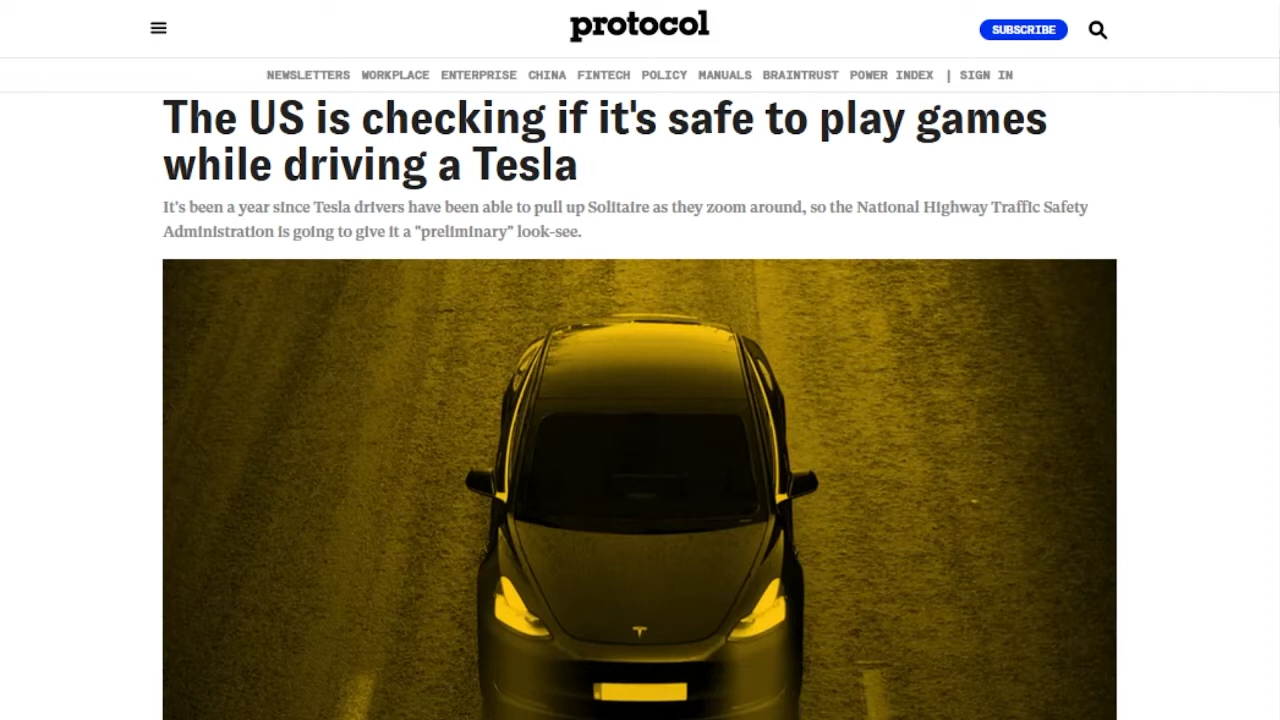 protocol
SUBSCRIBE
NEWSLETTERS WORKPLACE ENTERPRISE CHINA FINTECH POLICY MANUALS BRAINTRUST POWER INDEX | SIGN IN
The US is checking if it's safe to play games
while driving a Tesla
It's been a year since Tesla drivers have been able to pull up Solitaire as they zoom around, so the National Highway Traffic Safety
Administration is going to give it a "preliminary" look-see.